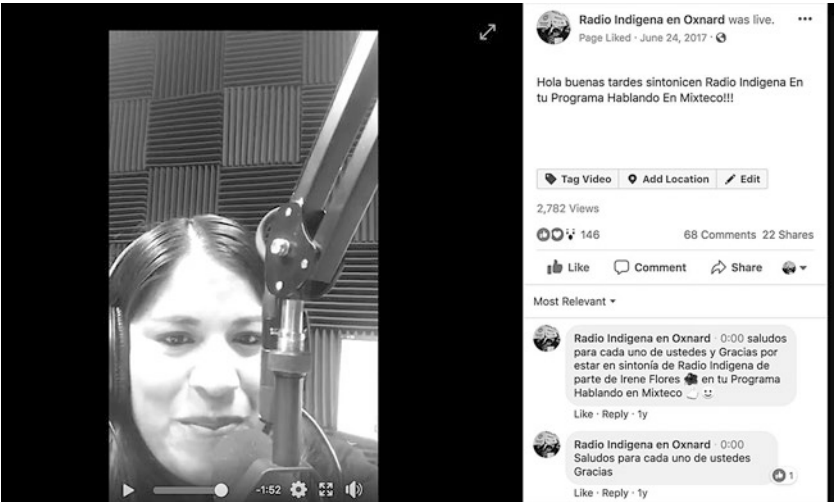 Radio Indigena en Oxnard was live.
Page Liked · June 24, 2017 ·
Hola buenas tardes sintonicen Radio Indigena En
tu Programa Hablando En Mixteco!!!
Tag Video Add Location Edit
2,782 Views
146 68 Comments 22 Shares
Like Comment Share
Most Relevant
Radio Indigena en Oxnard · 0:00 saludos
para cada uno de ustedes y Gracias por
estar en sintonía de Radio Indigena de
parte de Irene Flores en tu Programa
Hablando en Mixteco
Like · Reply · 1y
Radio Indigena en Oxnard · 0:00
Saludos para cada uno de ustedes
Gracias
1
Like · Reply · 1y
-1:52